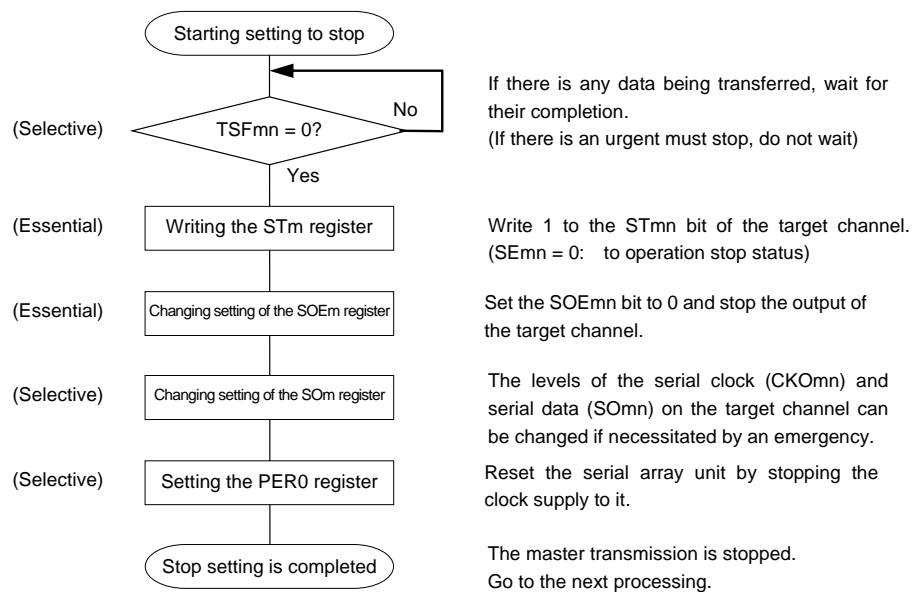 Starting setting to stop
If there is any data being transferred, wait for
their completion.
(If there is an urgent must stop, do not wait)
(Selective)
TSFmn = 0?
No
Yes
(Essential)
Writing the STm register
Write 1 to the STmn bit of the target channel.
(SEmn = 0: to operation stop status)
(Essential)
Changing setting of the SOEm register
Set the SOEmn bit to 0 and stop the output of
the target channel.
(Selective)
Changing setting of the SOm register
The levels of the serial clock (CKOmn) and
serial data (SOmn) on the target channel can
be changed if necessitated by an emergency.
(Selective)
Setting the PER0 register
Reset the serial array unit by stopping the
clock supply to it.
Stop setting is completed
The master transmission is stopped.
Go to the next processing.